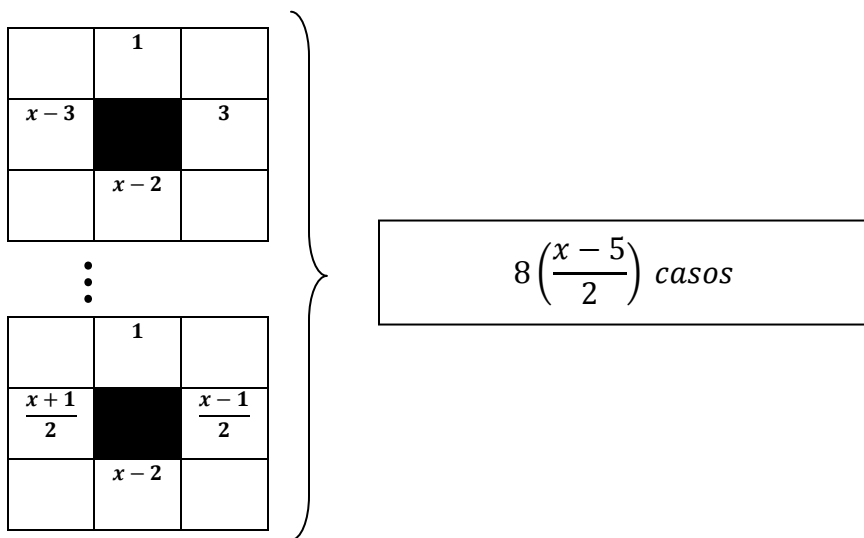 1
x − 3 3
x − 2
⋮
1
(x + 1)/2 (x − 1)/2
x − 2
8((x − 5)/2) casos